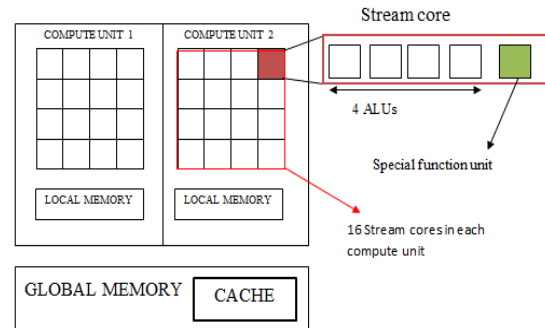 Stream core
COMPUTE UNIT 1
COMPUTE UNIT 2
4 ALUs
Special function unit
LOCAL MEMORY
LOCAL MEMORY
16 Stream cores in each
compute unit
GLOBAL MEMORY
CACHE